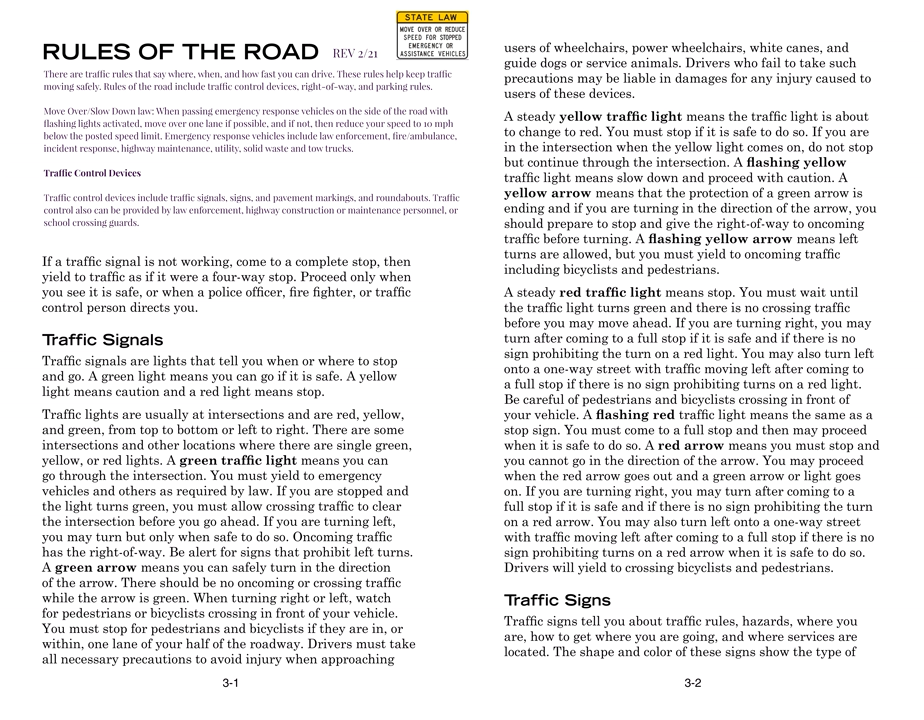 STATE LAW
MOVE OVER OR REDUCE
SPEED FOR STOPPED
EMERGENCY OR
ASSISTANCE VEHICLES
RULES OF THE ROAD REV 2/21
There are traffic rules that say where, when, and how fast you can drive. These rules help keep traffic
moving safely. Rules of the road include traffic control devices, right-of-way, and parking rules.
Move Over/Slow Down law: When passing emergency response vehicles on the side of the road with
flashing lights activated, move over one lane if possible, and if not, then reduce your speed to 10 mph
below the posted speed limit. Emergency response vehicles include law enforcement, fire/ambulance,
incident response, highway maintenance, utility, solid waste and tow trucks.
Traffic Control Devices
Traffic control devices include traffic signals, signs, and pavement markings, and roundabouts. Traffic
control also can be provided by law enforcement, highway construction or maintenance personnel, or
school crossing guards.
If a traffic signal is not working, come to a complete stop, then
yield to traffic as if it were a four-way stop. Proceed only when
you see it is safe, or when a police officer, fire fighter, or traffic
control person directs you.
Traffic Signals
Traffic signals are lights that tell you when or where to stop
and go. A green light means you can go if it is safe. A yellow
light means caution and a red light means stop.
Traffic lights are usually at intersections and are red, yellow,
and green, from top to bottom or left to right. There are some
intersections and other locations where there are single green,
yellow, or red lights. A green traffic light means you can
go through the intersection. You must yield to emergency
vehicles and others as required by law. If you are stopped and
the light turns green, you must allow crossing traffic to clear
the intersection before you go ahead. If you are turning left,
you may turn but only when safe to do so. Oncoming traffic
has the right-of-way. Be alert for signs that prohibit left turns.
A green arrow means you can safely turn in the direction
of the arrow. There should be no oncoming or crossing traffic
while the arrow is green. When turning right or left, watch
for pedestrians or bicyclists crossing in front of your vehicle.
You must stop for pedestrians and bicyclists if they are in, or
within, one lane of your half of the roadway. Drivers must take
all necessary precautions to avoid injury when approaching
3-1
users of wheelchairs, power wheelchairs, white canes, and
guide dogs or service animals. Drivers who fail to take such
precautions may be liable in damages for any injury caused to
users of these devices.
A steady yellow traffic light means the traffic light is about
to change to red. You must stop if it is safe to do so. If you are
in the intersection when the yellow light comes on, do not stop
but continue through the intersection. A flashing yellow
traffic light means slow down and proceed with caution. A
yellow arrow means that the protection of a green arrow is
ending and if you are turning in the direction of the arrow, you
should prepare to stop and give the right-of-way to oncoming
traffic before turning. A flashing yellow arrow means left
turns are allowed, but you must yield to oncoming traffic
including bicyclists and pedestrians.
A steady red traffic light means stop. You must wait until
the traffic light turns green and there is no crossing traffic
before you may move ahead. If you are turning right, you may
turn after coming to a full stop if it is safe and if there is no
sign prohibiting the turn on a red light. You may also turn left
onto a one-way street with traffic moving left after coming to
a full stop if there is no sign prohibiting turns on a red light.
Be careful of pedestrians and bicyclists crossing in front of
your vehicle. A flashing red traffic light means the same as a
stop sign. You must come to a full stop and then may proceed
when it is safe to do so. A red arrow means you must stop and
you cannot go in the direction of the arrow. You may proceed
when the red arrow goes out and a green arrow or light goes
on. If you are turning right, you may turn after coming to a
full stop if it is safe and if there is no sign prohibiting the turn
on a red arrow. You may also turn left onto a one-way street
with traffic moving left after coming to a full stop if there is no
sign prohibiting turns on a red arrow when it is safe to do so.
Drivers will yield to crossing bicyclists and pedestrians.
Traffic Signs
Traffic signs tell you about traffic rules, hazards, where you
are, how to get where you are going, and where services are
located. The shape and color of these signs show the type of
3-2